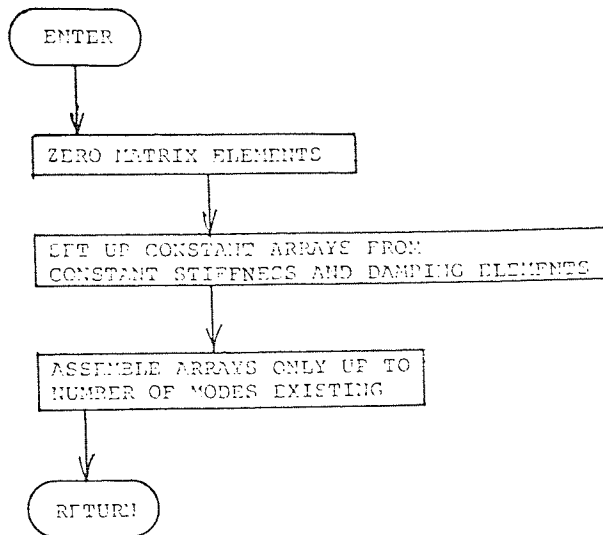 ENTER
ZERO MATRIX ELEMENTS
SET UP CONSTANT ARRAYS FROM
CONSTANT STIFFNESS AND DAMPING ELEMENTS
ASSEMBLE ARRAYS ONLY UP TO
NUMBER OF MODES EXISTING
RETURN